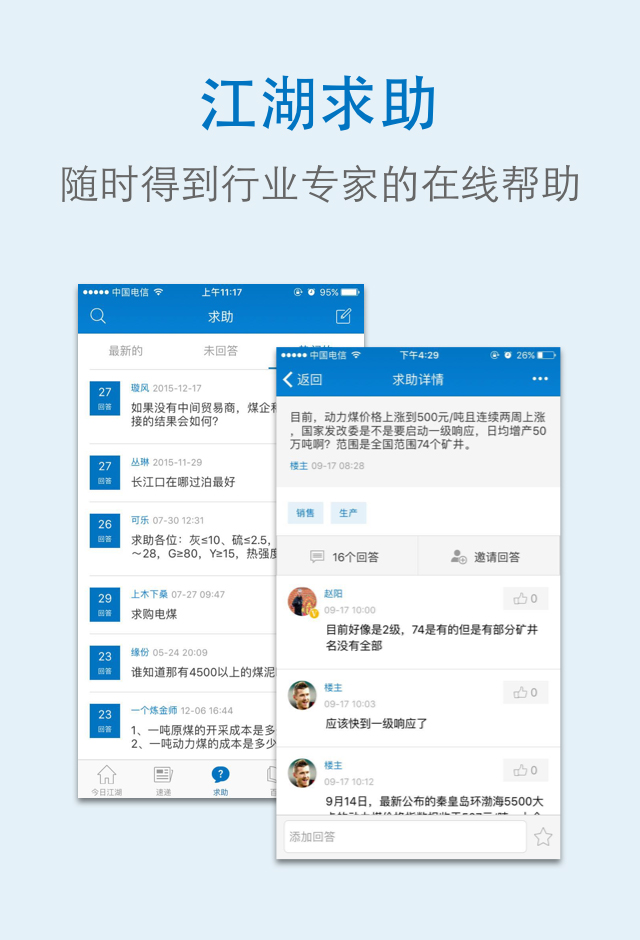 江湖求助
随时得到行业专家的在线帮助
中国电信
上午11:17
95%
求助
最新的
未回答
27
回答
璇风 2015-12-17
如果没有中间贸易商，煤企和
接的结果会如何？
27
回答
丛琳 2015-11-29
长江口在哪过泊最好
26
回答
可乐 07-30 12:31
求助各位：灰≤10、硫≤2.5，
～28，G≥80，Y≥15，热强度
29
回答
上木下桑 07-27 09:47
求购电煤
23
回答
缘份 05-24 20:09
谁知道那有4500以上的煤泥
23
回答
一个炼金师 12-06 16:44
1、一吨原煤的开采成本是多
2、一吨动力煤的成本是多少
今日江湖
速递
求助
中国电信
下午4:29
26%
返回
求助详情
目前，动力煤价格上涨到500元/吨且连续两周上涨
，国家发改委是不是要启动一级响应，日均增产50
万吨啊？范围是全国范围74个矿井。
楼主 09-17 08:28
销售
生产
16个回答
邀请回答
赵阳
09-17 10:00
0
目前好像是2级，74是有的但是有部分矿井
名没有全部
楼主
09-17 10:03
0
应该快到一级响应了
楼主
09-17 10:12
0
9月14日，最新公布的秦皇岛环渤海5500大
添加回答